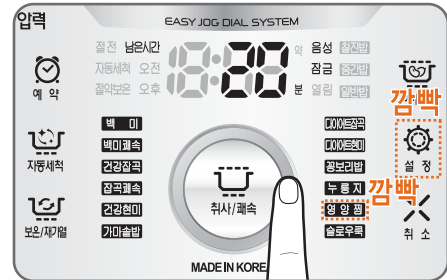 압력
EASY JOG DIAL SYSTEM
절전 남은시간
자동세척 오전
절약보온 오후
20
약
분
음성 찰진밥
잠금 중간밥
열림 일반밥
예 약
자동세척
보온/재가열
백 미
백미쾌속
건강잡곡
잡곡쾌속
건강현미
가마솥밥
취사/쾌속
다이어트잡곡
다이어트현미
꽁보리밥
누룽지
영양찜
슬로우쿡
깜빡
설 정
깜빡
취 소
MADE IN KORE